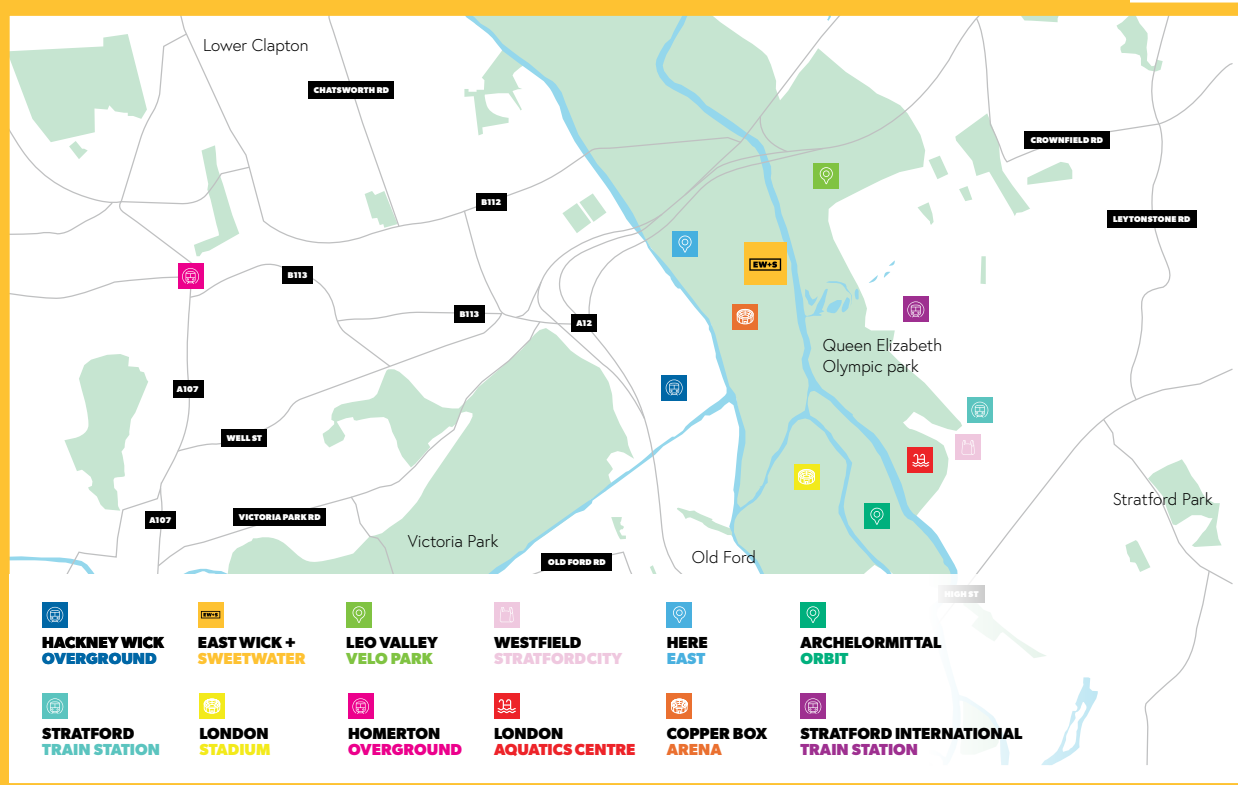 Lower Clapton
CHATSWORTH RD
CROWNFIELD RD
B112
LEYTONSTONE RD
EW+S
B113
B113
A12
Queen Elizabeth
Olympic park
A107
WELL ST
Stratford Park
A107
VICTORIA PARK RD
Victoria Park
OLD FORD RD
Old Ford
HIGH ST
EW+S
HACKNEY WICK
OVERGROUND
EAST WICK +
SWEETWATER
LEO VALLEY
VELO PARK
WESTFIELD
STRATFORDCITY
HERE
EAST
ARCHELORMITTAL
ORBIT
STRATFORD
TRAIN STATION
LONDON
STADIUM
HOMERTON
OVERGROUND
LONDON
AQUATICS CENTRE
COPPER BOX
ARENA
STRATFORD INTERNATIONAL
TRAIN STATION